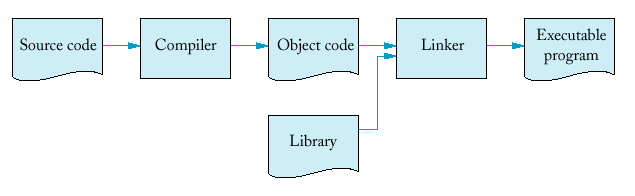 Source code
Compiler
Object code
Linker
Executable
program
Library